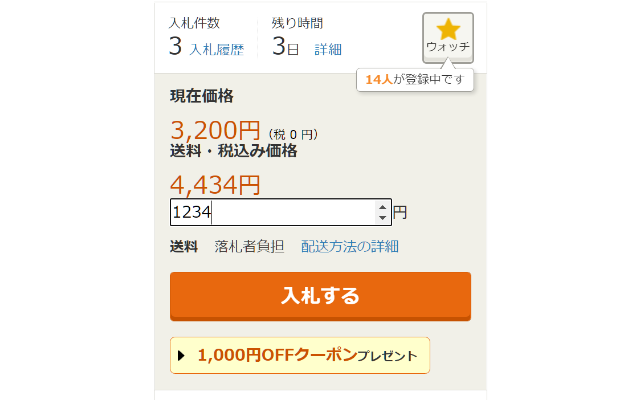 入札件数 残り時間
3 入札履歴 3日 詳細
ウォッチ
14人が登録中です
現在価格
3,200円（税 0 円）
送料・税込み価格
4,434円
1234 円
送料 落札者負担 配送方法の詳細
入札する
1,000円OFFクーポンプレゼント